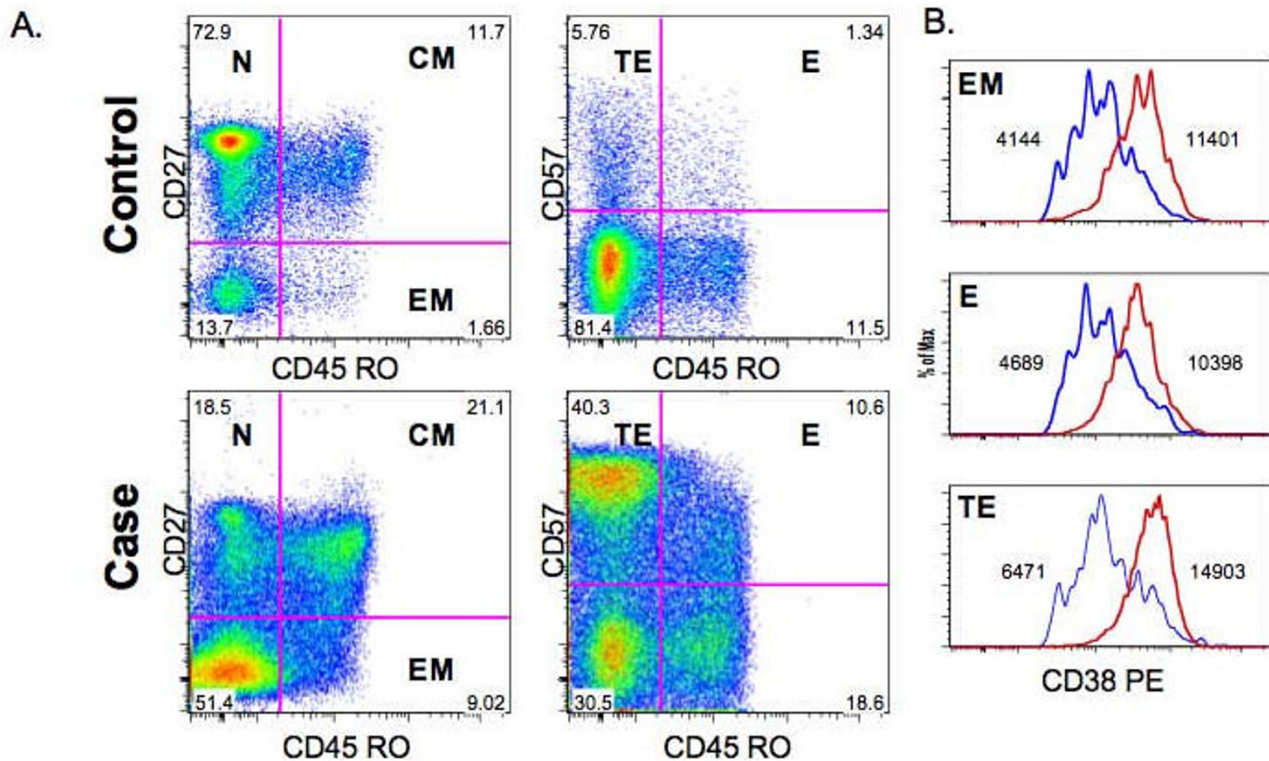 A.
Control
72.9
11.7
N
CM
CD27
EM
13.7
1.66
CD45 RO
5.76
1.34
TE
E
CD57
81.4
11.5
CD45 RO
Case
18.5
21.1
N
CM
CD27
EM
51.4
9.02
CD45 RO
40.3
10.6
TE
E
CD57
30.5
18.6
CD45 RO
B.
EM
4144
11401
E
4689
10398
% of Max
TE
6471
14903
CD38 PE